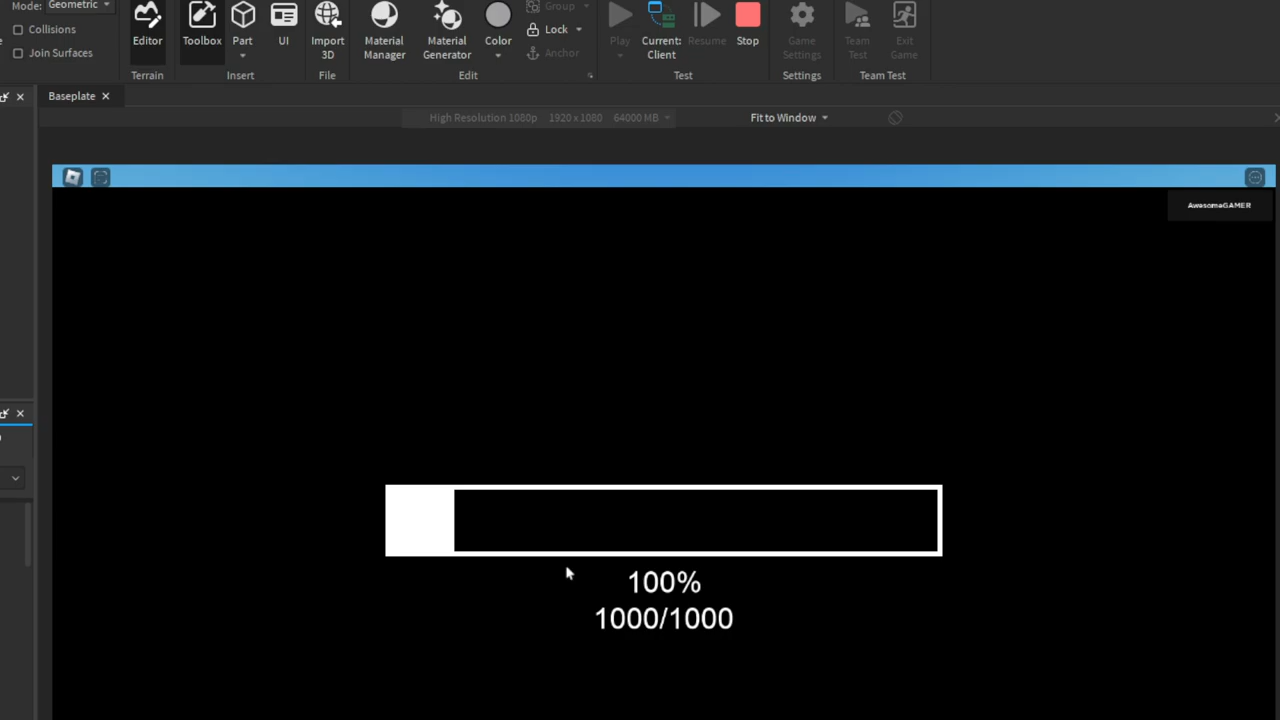 Mode: Geometric
Collisions
Join Surfaces
Editor
Terrain
Toolbox
Part
UI
Insert
Import
3D
File
Material
Manager
Material
Generator
Color
Group
Lock
Anchor
Edit
Play
Current:
Client
Resume
Stop
Test
Game
Settings
Settings
Team
Test
Exit
Game
Team Test
Baseplate
High Resolution 1080p 1920 x 1080 64000 MB
Fit to Window
AwesomeGAMER
100%
1000/1000